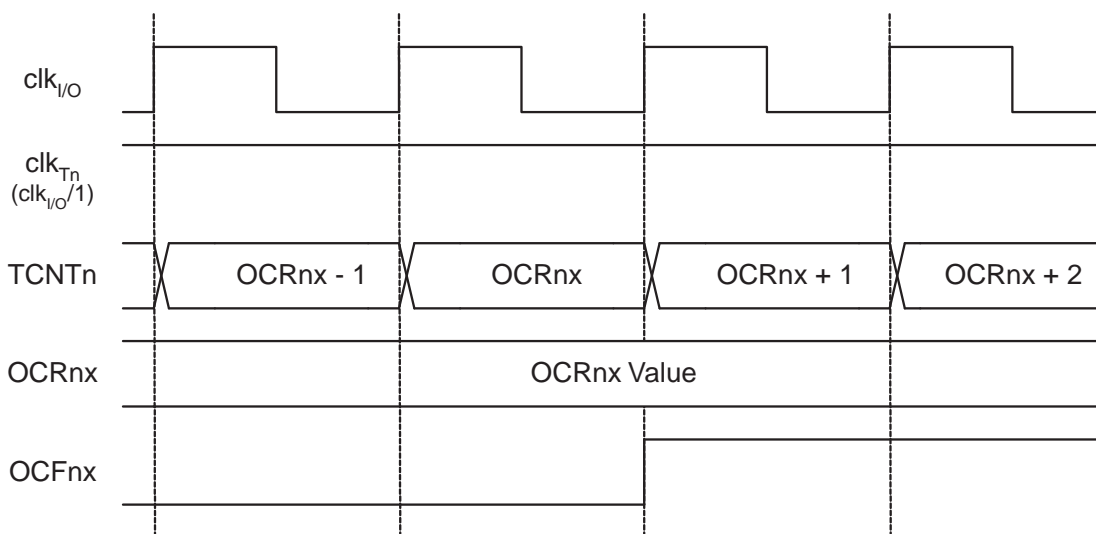 clkI/O
clkTn
(clkI/O/1)
TCNTn
OCRnx - 1
OCRnx
OCRnx + 1
OCRnx + 2
OCRnx
OCRnx Value
OCFnx